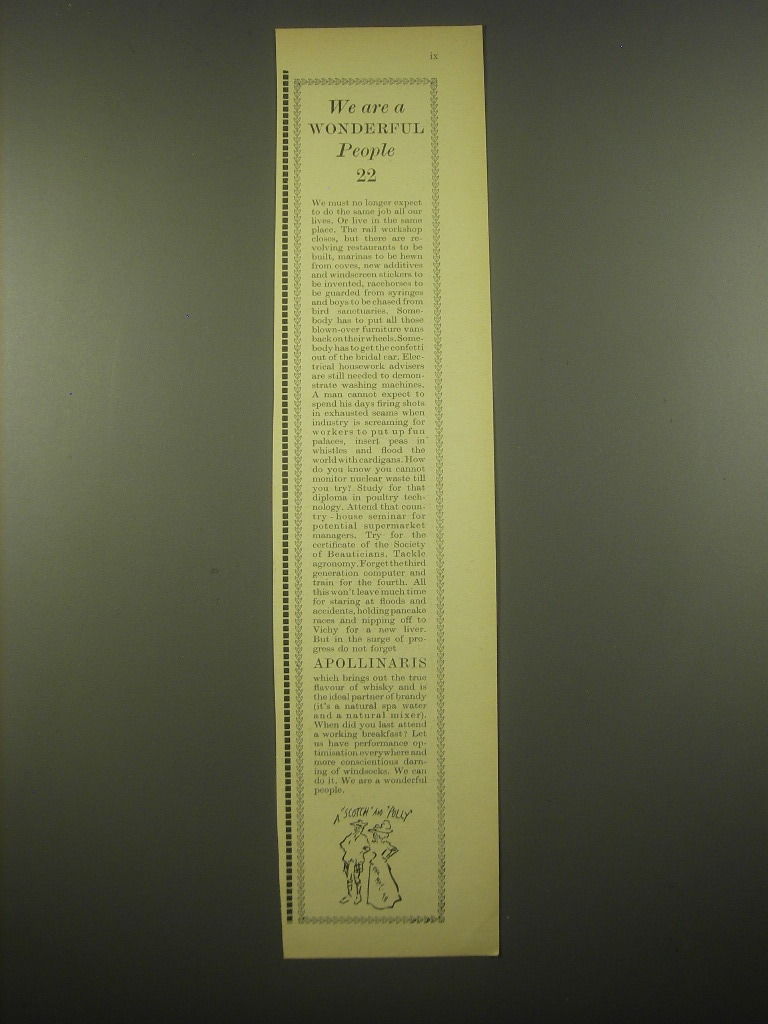 ix
We are a
WONDERFUL
People
22
We must no longer expect
to do the same job all our
lives. Or live in the same
place. The rail workshop
closes, but there are re-
volving restaurants to be
built, marinas to be hewn
from coves, new additives
and windscreen stickers to
be invented, racehorses to
be guarded from syringes
and boys to be chased from
bird sanctuaries. Some-
body has to put all those
blown-over furniture vans
back on their wheels. Some-
body has to get the confetti
out of the bridal car. Elec-
trical housework advisers
are still needed to demon-
strate washing machines.
A man cannot expect to
spend his days firing shots
in exhausted seams when
industry is screaming for
workers to put up fun
palaces, insert peas in
whistles and flood the
world with cardigans. How
do you know you cannot
monitor nuclear waste till
you try? Study for that
diploma in poultry tech-
nology. Attend that coun-
try-house seminar for
potential supermarket
managers. Try for the
certificate of the Society
of Beauticians. Tackle
agronomy. Forget the third
generation computer and
train for the fourth. All
this won't leave much time
for staring at floods and
accidents, holding pancake
races and nipping off to
Vichy for a new liver.
But in the surge of pro-
gress do not forget
APOLLINARIS
which brings out the true
flavour of whisky and is
the ideal partner of brandy
(it's a natural spa water
and a natural mixer).
When did you last attend
a working breakfast? Let
us have performance op-
timisation everywhere and
more conscientious darn-
ing of windsocks. We can
do it. We are a wonderful
people.
A "SCOTCH" AND "POLLY"